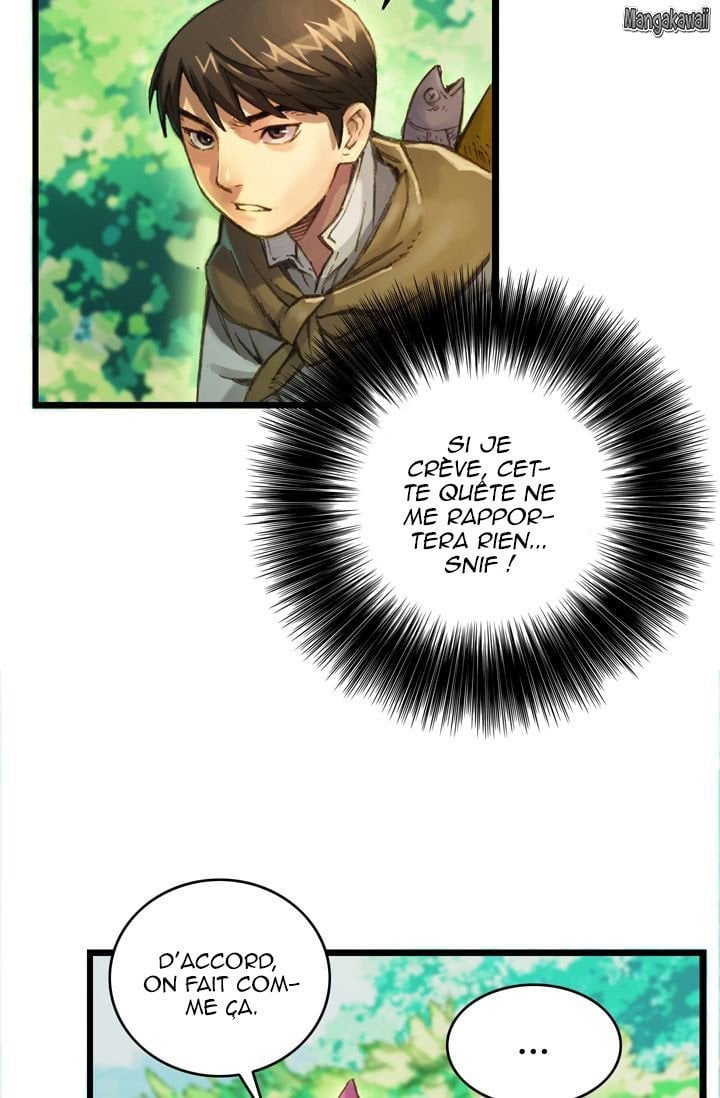 Mangakawaii
SI JE
CRÈVE, CET-
TE QUÊTE NE
ME RAPPOR-
TERA RIEN...
SNIF !
D'ACCORD,
ON FAIT COM-
ME ÇA.
...